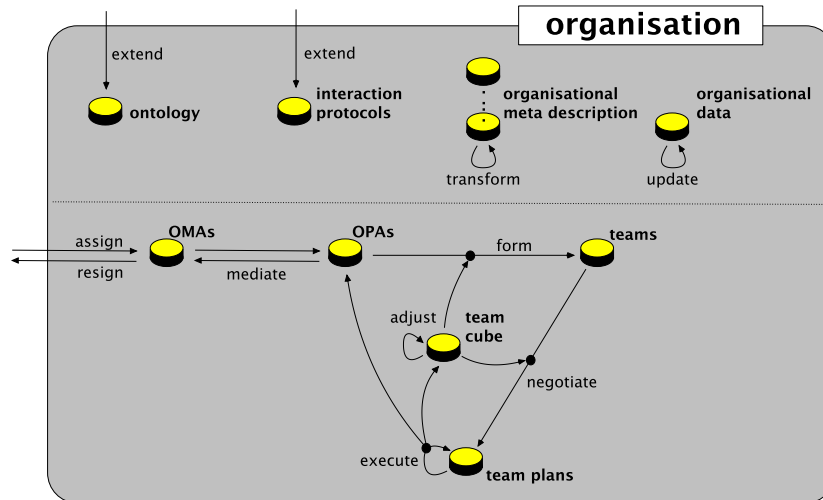 organisation
extend
extend
ontology
interaction
protocols
organisational
meta description
organisational
data
transform
update
OMAs
OPAs
teams
assign
resign
mediate
form
adjust
team
cube
negotiate
execute
team plans